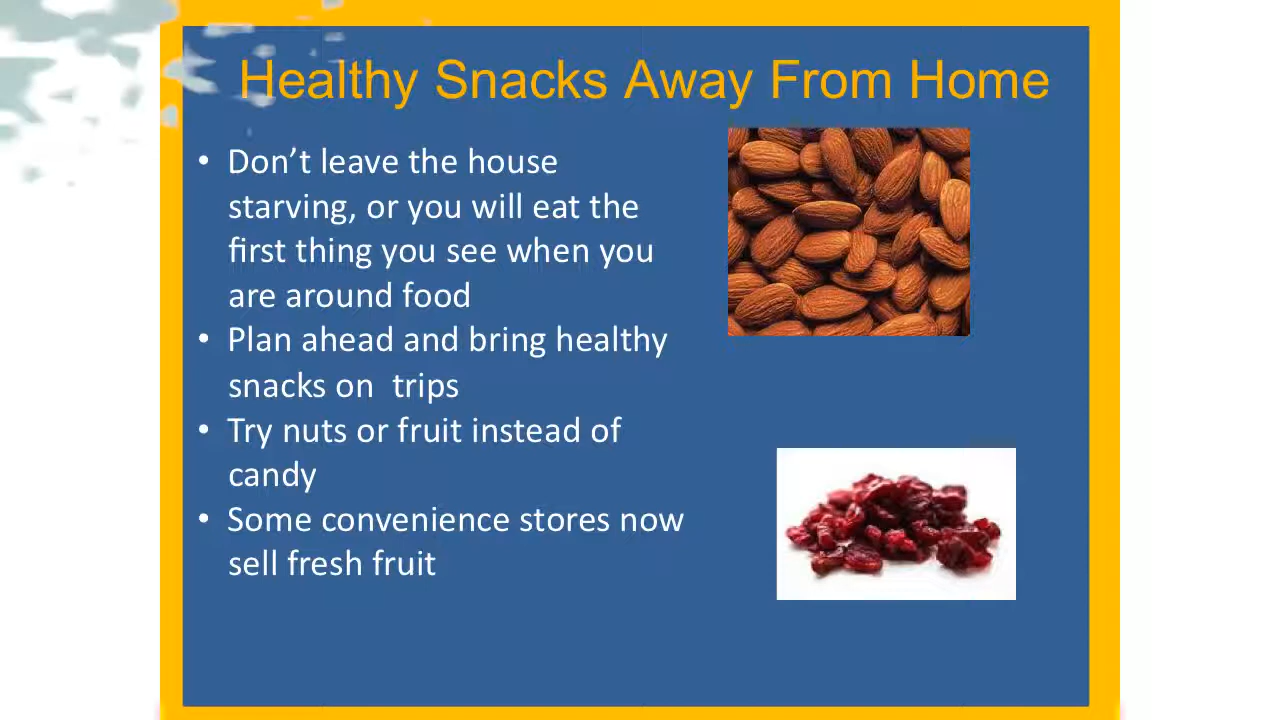 Healthy Snacks Away From Home
• Don’t leave the house
starving, or you will eat the
first thing you see when you
are around food
• Plan ahead and bring healthy
snacks on  trips
• Try nuts or fruit instead of
candy
• Some convenience stores now
sell fresh fruit